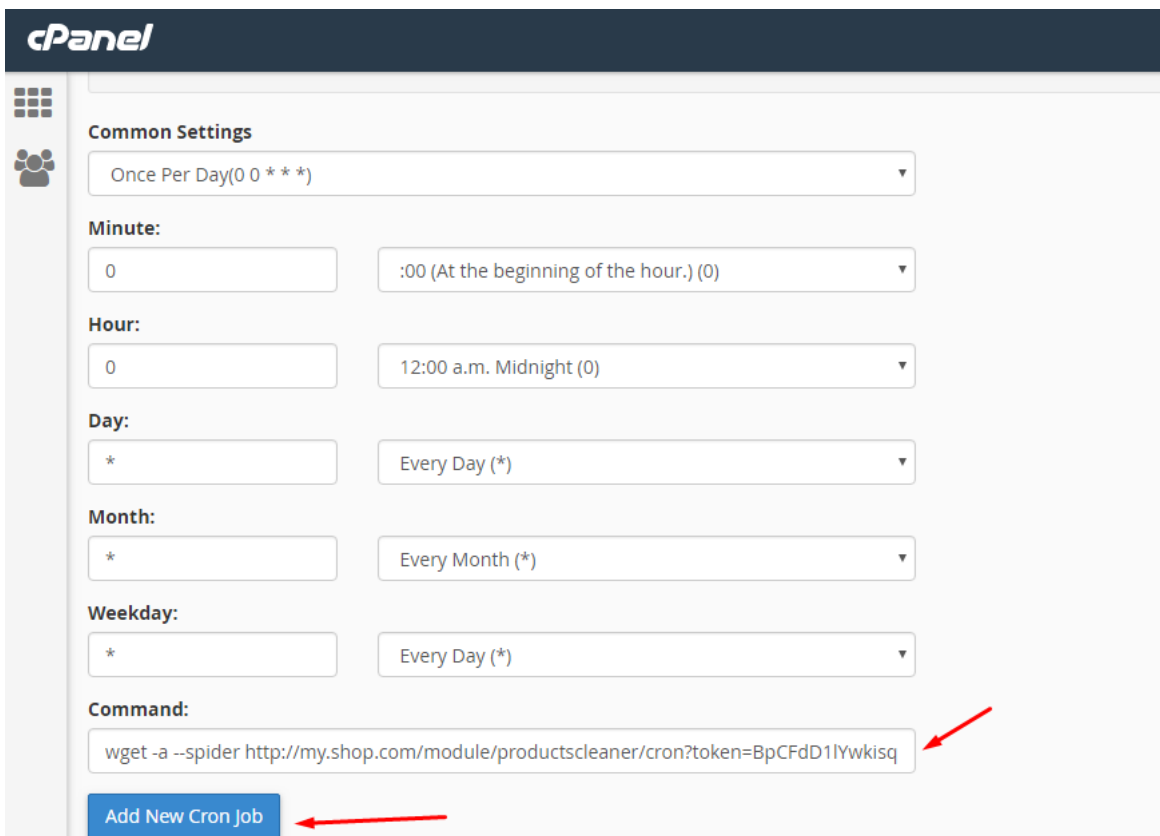 cPanel
Common Settings
Once Per Day(0 0 * * *)
Minute:
0 :00 (At the beginning of the hour.) (0)
Hour:
0 12:00 a.m. Midnight (0)
Day:
* Every Day (*)
Month:
* Every Month (*)
Weekday:
* Every Day (*)
Command:
wget -a --spider http://my.shop.com/module/productscleaner/cron?token=BpCFdD1lYwkisq
Add New Cron Job